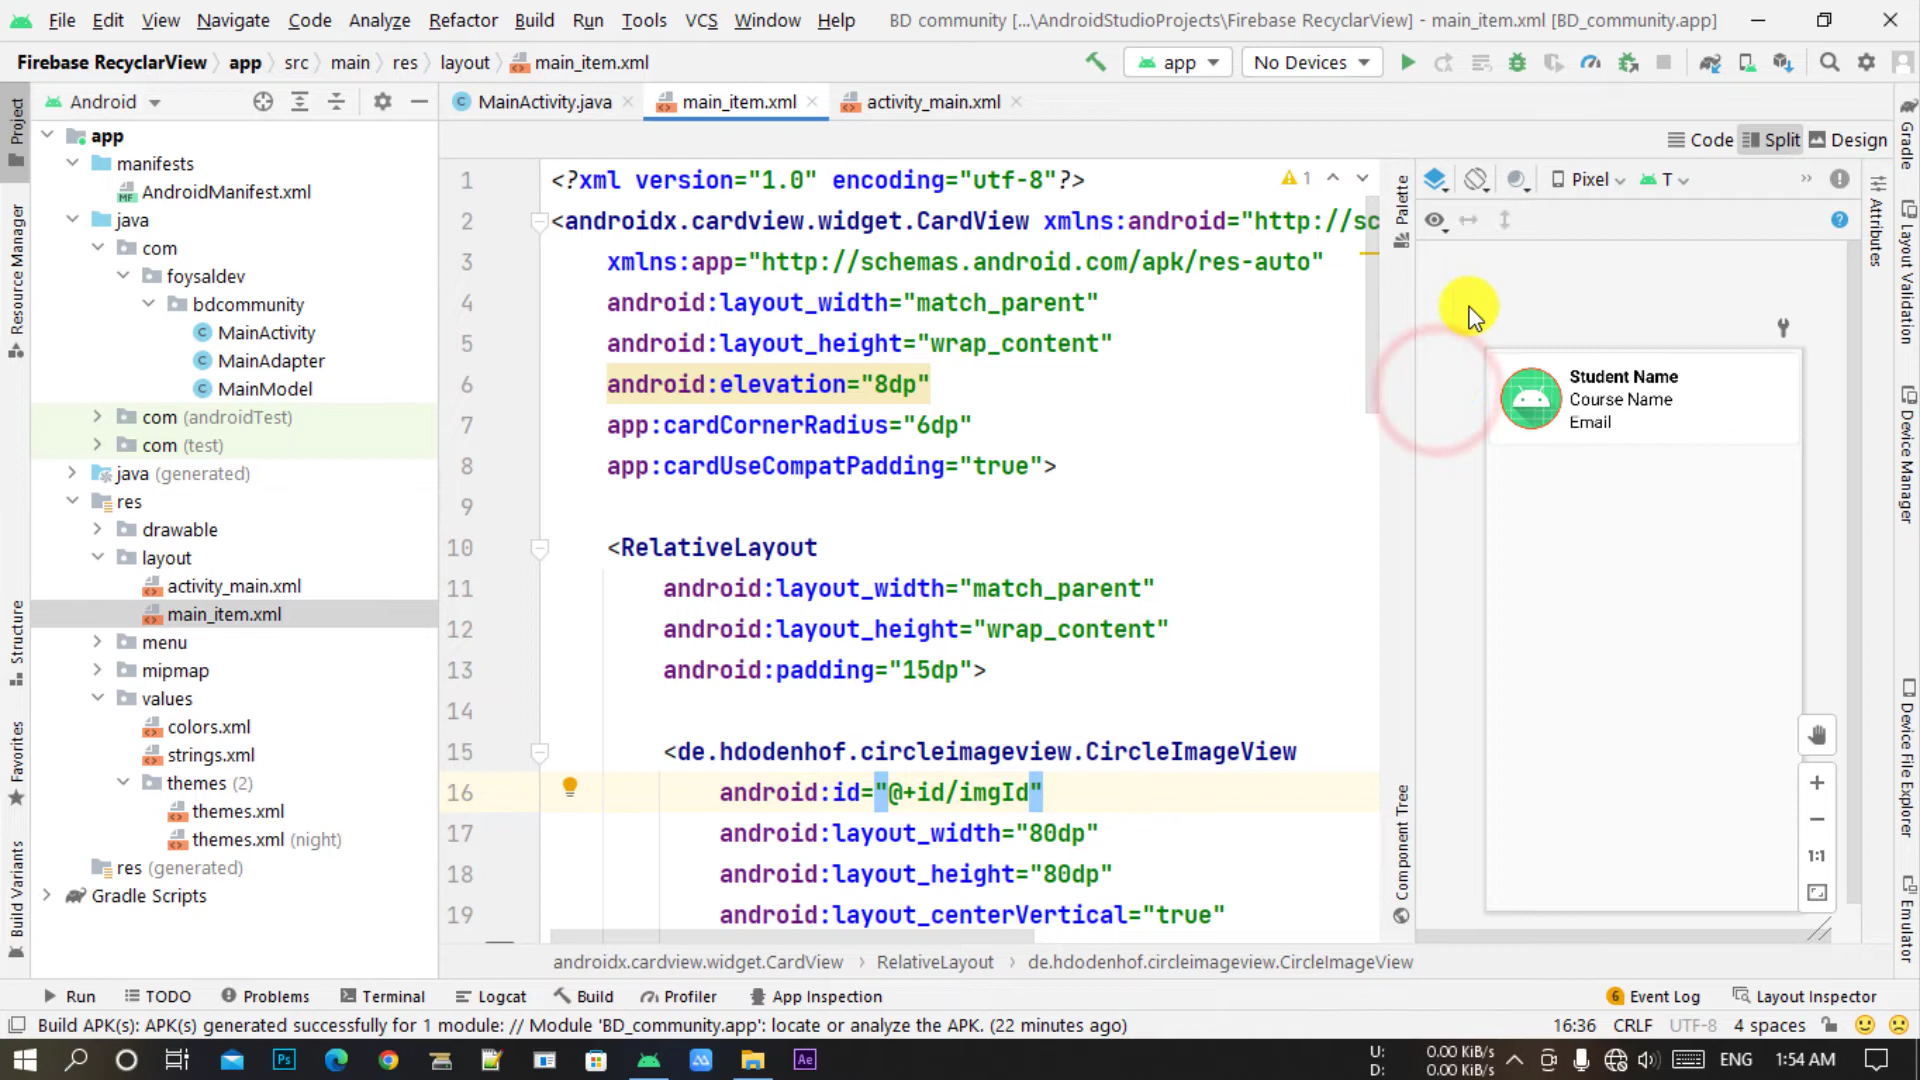 File Edit View Navigate Code Analyze Refactor Build Run Tools VCS Window Help BD community [...\AndroidStudioProjects\Firebase RecyclarView] - main_item.xml [BD_community.app]
Firebase RecyclarView app src main res layout main_item.xml app No Devices
Android MainActivity.java main_item.xml activity_main.xml
Code Split Design
Project
Resource Manager
Structure
Favorites
Build Variants
app
manifests
AndroidManifest.xml
java
com
foysaldev
bdcommunity
MainActivity
MainAdapter
MainModel
com (androidTest)
com (test)
java (generated)
res
drawable
layout
activity_main.xml
main_item.xml
menu
mipmap
values
colors.xml
strings.xml
themes (2)
themes.xml
themes.xml (night)
res (generated)
Gradle Scripts
1 <?xml version="1.0" encoding="utf-8"?>
2 <androidx.cardview.widget.CardView xmlns:android="http://sc
3 xmlns:app="http://schemas.android.com/apk/res-auto"
4 android:layout_width="match_parent"
5 android:layout_height="wrap_content"
6 android:elevation="8dp"
7 app:cardCornerRadius="6dp"
8 app:cardUseCompatPadding="true">
9
10 <RelativeLayout
11 android:layout_width="match_parent"
12 android:layout_height="wrap_content"
13 android:padding="15dp">
14
15 <de.hdodenhof.circleimageview.CircleImageView
16 android:id="@+id/imgId"
17 android:layout_width="80dp"
18 android:layout_height="80dp"
19 android:layout_centerVertical="true"
1
Palette
Component Tree
Pixel T
Student Name
Course Name
Email
1:1
Attributes
Gradle
Layout Validation
Device Manager
Device File Explorer
Emulator
androidx.cardview.widget.CardView RelativeLayout de.hdodenhof.circleimageview.CircleImageView
Run TODO Problems Terminal Logcat Build Profiler App Inspection 6 Event Log Layout Inspector
Build APK(s): APK(s) generated successfully for 1 module: // Module 'BD_community.app': locate or analyze the APK. (22 minutes ago) 16:36 CRLF UTF-8 4 spaces
Ps Ae
U: 0.00 KiB/s
D: 0.00 KiB/s
ENG 1:54 AM